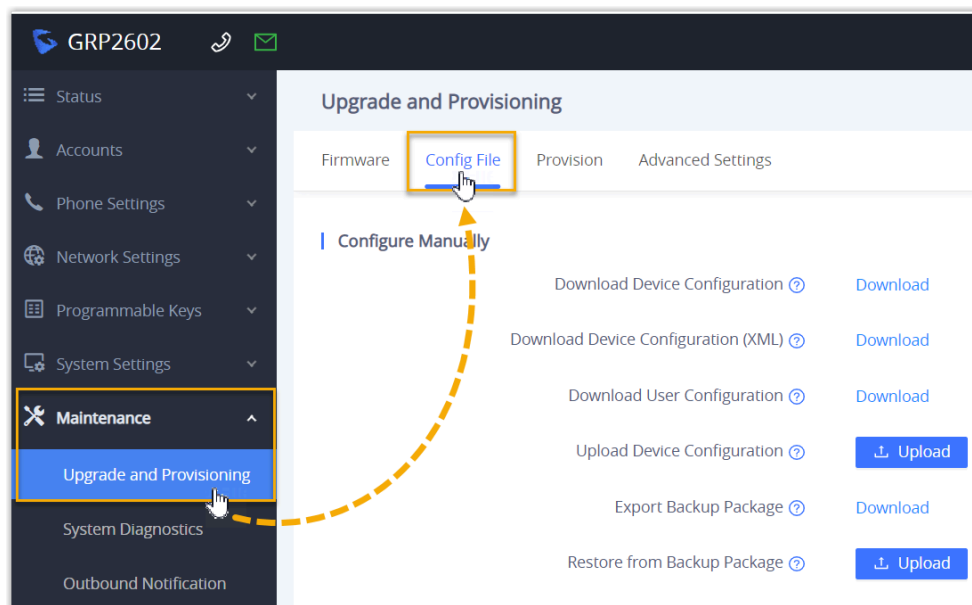 GRP2602
Status
Accounts
Phone Settings
Network Settings
Programmable Keys
System Settings
Maintenance
Upgrade and Provisioning
System Diagnostics
Outbound Notification
Upgrade and Provisioning
Firmware Config File Provision Advanced Settings
Configure Manually
Download Device Configuration ? Download
Download Device Configuration (XML) ? Download
Download User Configuration ? Download
Upload Device Configuration ? Upload
Export Backup Package ? Download
Restore from Backup Package ? Upload